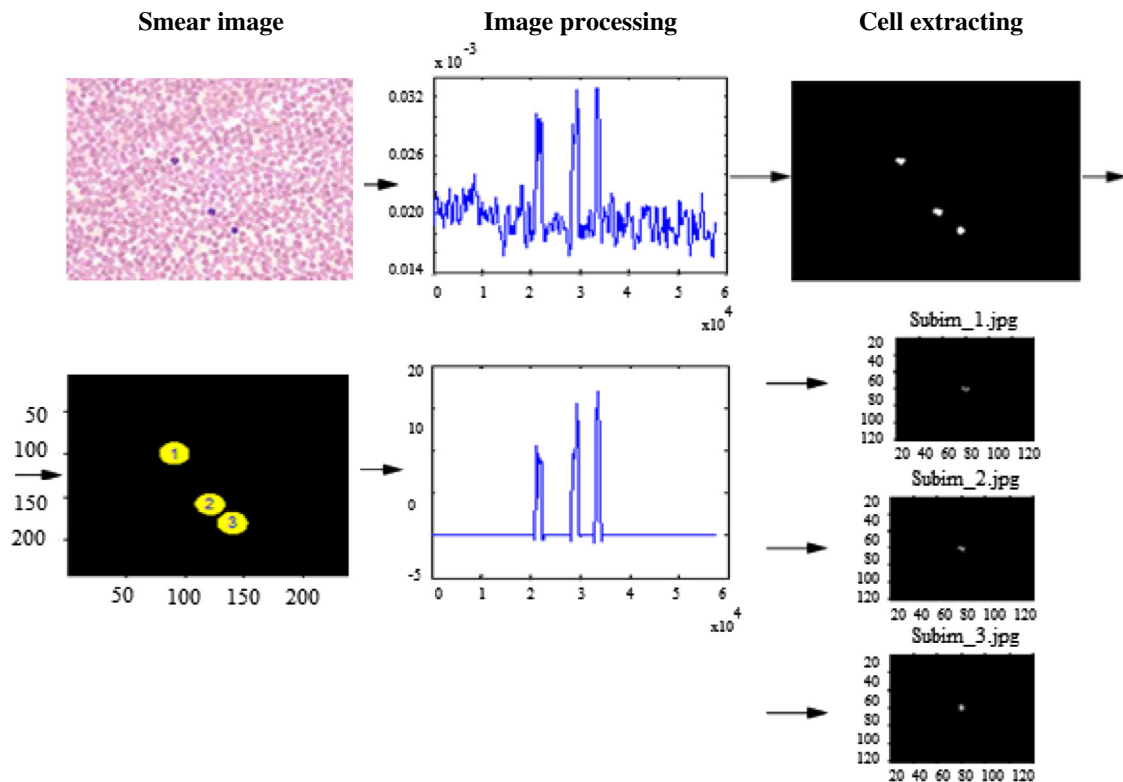 Smear image
Image processing
Cell extracting
x 10 -3
0.032
0.026
0.020
0.014
0 1 2 3 4 5 6
x10 4
50
100
150
200
1
2
3
50 100 150 200
20
10
0
-5
0 1 2 3 4 5 60
x10 4
Subim_1.jpg
20
40
60
80
100
120
20 40 60 80 100 120
Subim_2.jpg
20
40
60
80
100
120
20 40 60 80 100 120
Subim_3.jpg
20
40
60
80
100
120
20 40 60 80 100 120